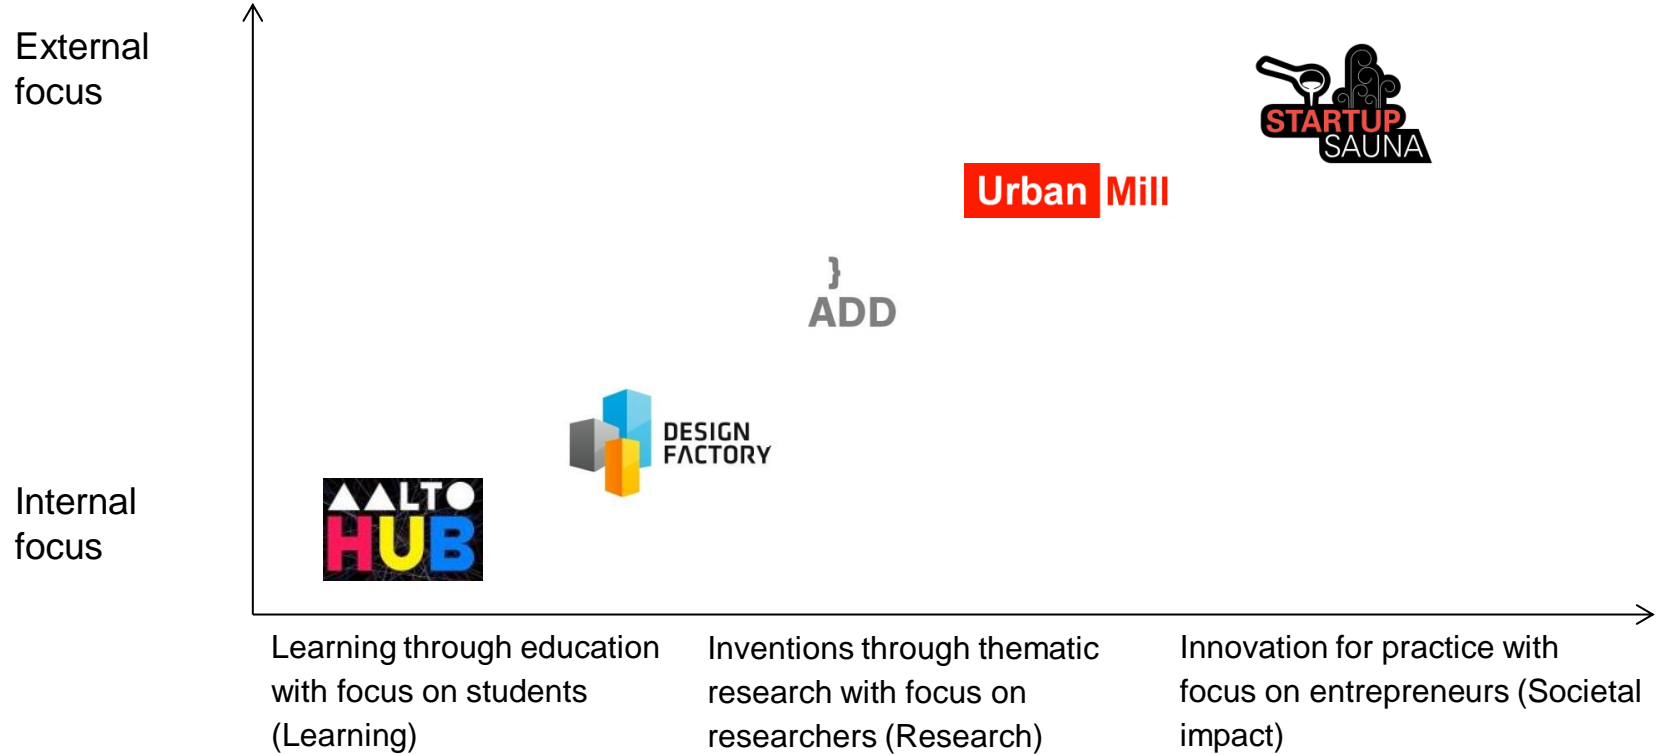 External
focus
STARTUP
SAUNA
Urban Mill
}
ADD
DESIGN
FACTORY
Internal
focus
AALTO
HUB
Learning through education
with focus on students
(Learning)
Inventions through thematic
research with focus on
researchers (Research)
Innovation for practice with
focus on entrepreneurs (Societal
impact)